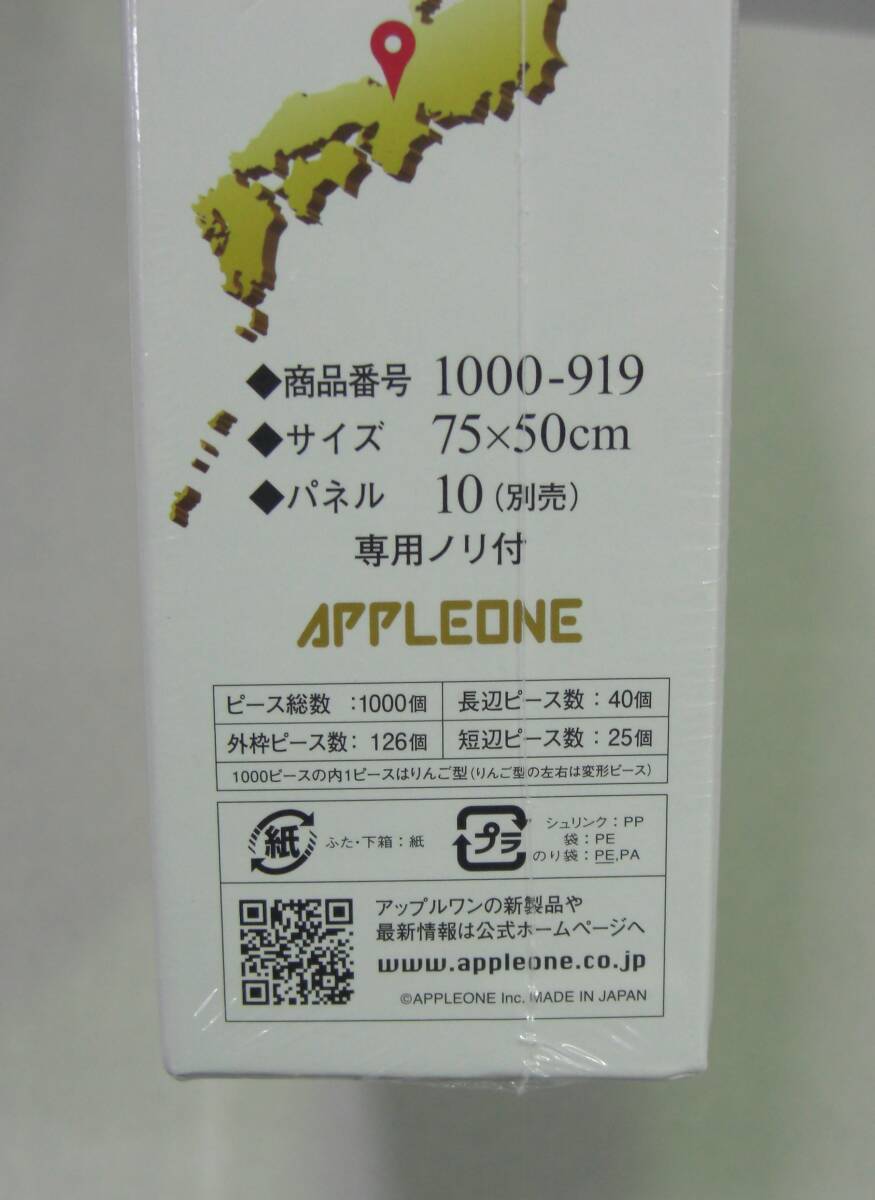 ◆商品番号 1000-919
◆サイズ 75×50cm
◆パネル 10(別売)
専用ノリ付
APPLEONE
ピース総数 :1000個 長辺ピース数:40個
外枠ピース数:126個 短辺ピース数:25個
1000ピースの内1ピースはりんご型(りんご型の左右は変形ピース)
紙 ふた・下箱:紙
プラ シュリンク:PP
袋:PE
のり袋:PE,PA
アップルワンの新製品や
最新情報は公式ホームページへ
www.appleone.co.jp
©APPLEONE Inc. MADE IN JAPAN